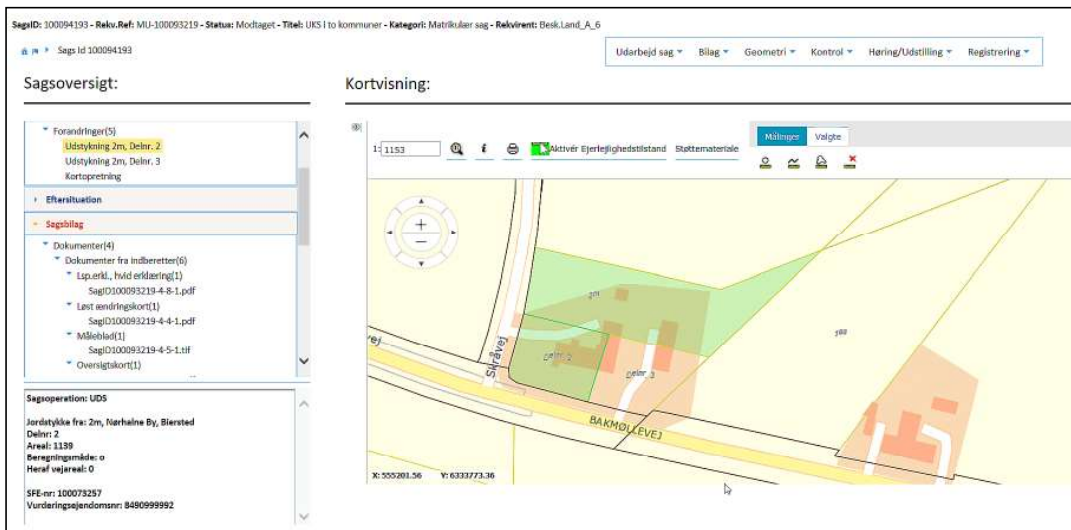 SagsID: 100094193 - Rekv.Ref: MU-100093219 - Status: Modtaget - Titel: UKS i to kommuner - Kategori: Matrikulær sag - Rekvirent: Besk.Land_A_6
Sags Id 100094193
Udarbejd sag Bilag Geometri Kontrol Høring/Udstilling Registrering
Sagsoversigt:
Kortvisning:
Forandringer(5)
Udstykning 2m, Delnr. 2
Udstykning 2m, Delnr. 3
Kortopretning
Eftersituation
Sagsbilag
Dokumenter(4)
Dokumenter fra indberetter(6)
Lsp.erkl., hvid erklæring(1)
SagID100093219-4-8-1.pdf
Løst ændringskort(1)
SagID100093219-4-4-1.pdf
Måleblad(1)
SagID100093219-4-5-1.tif
Oversigtskort(1)
Sagsoperation: UDS
Jordstykke fra: 2m, Nørhalne By, Biersted
Delnr: 2
Areal: 1139
Beregningsmåde: o
Heraf vejareal: 0
SFE-nr: 100073257
Vurderingsejendomsnr: 8490999992
1: 1153
i
Aktivér Ejerlejlighedstilstand
Støttemateriale
Målinger
Valgte
Delnr. 2
Delnr. 3
vej
Skråvej
BAKMØLLEVEJ
X: 555201.56 Y: 6333773.36